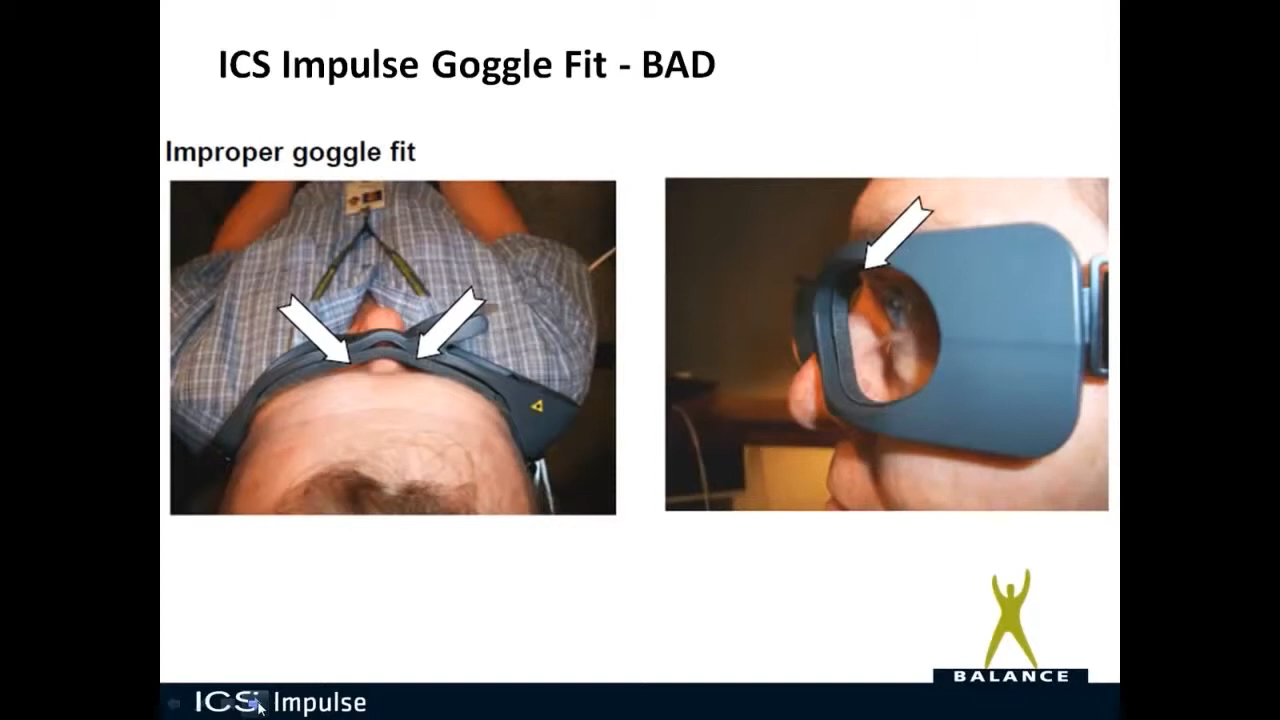 ICS Impulse Goggle Fit - BAD
Improper goggle fit
BALANCE
ICS Impulse